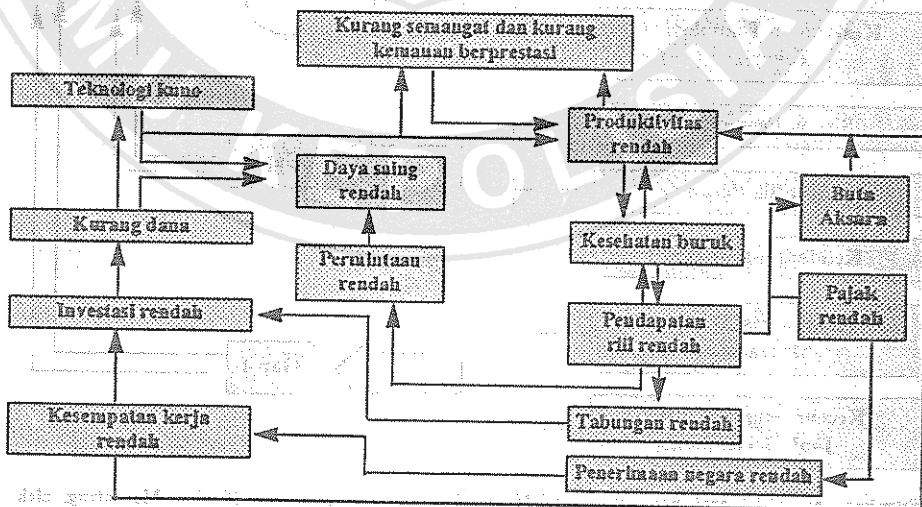 Kurang semangat dan kurang
kemauan berprestasi
Teknologi kuno
Produktivitas
rendah
Daya saing
rendah
Buta
Aksara
Kurang dana
Kesehatan buruk
Permintaan
rendah
Pajak
rendah
Investasi rendah
Pendapatan
riil rendah
Kesempatan kerja
rendah
Tabungan rendah
Penerimaan negara rendah